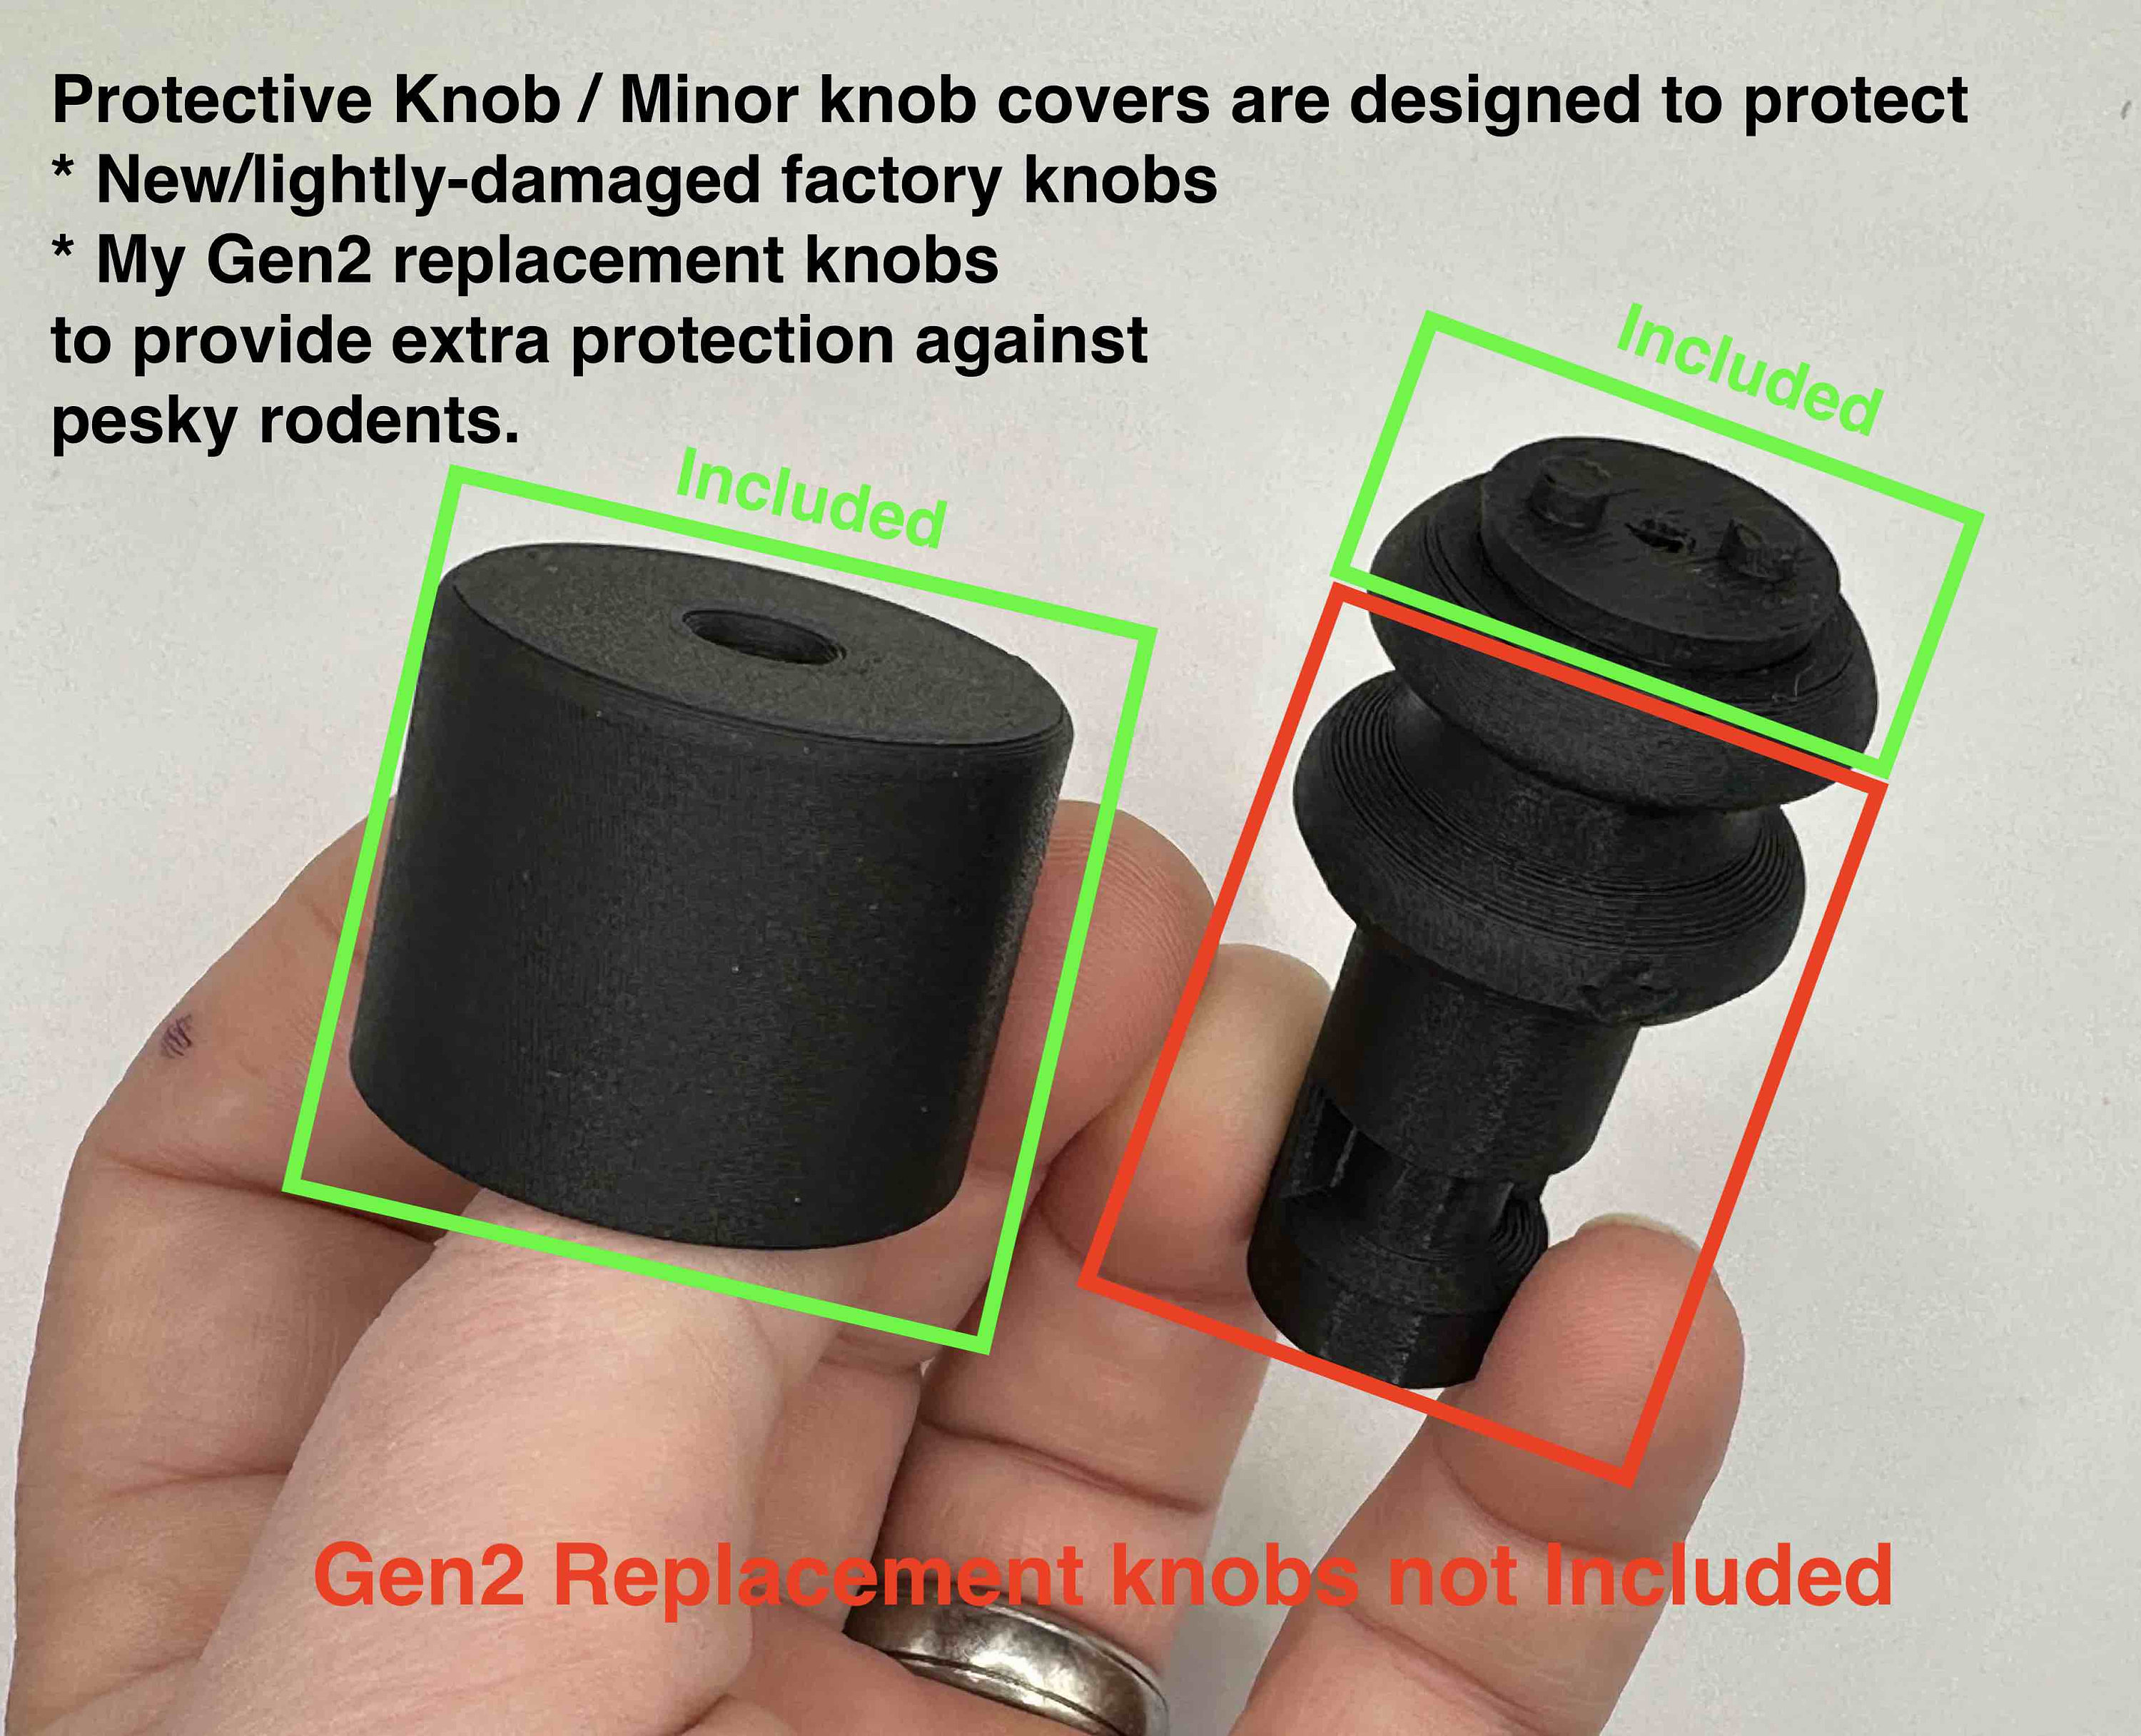 Protective Knob / Minor knob covers are designed to protect
* New/lightly-damaged factory knobs
* My Gen2 replacement knobs
to provide extra protection against
pesky rodents.
Included
Included
Gen2 Replacement knobs not Included